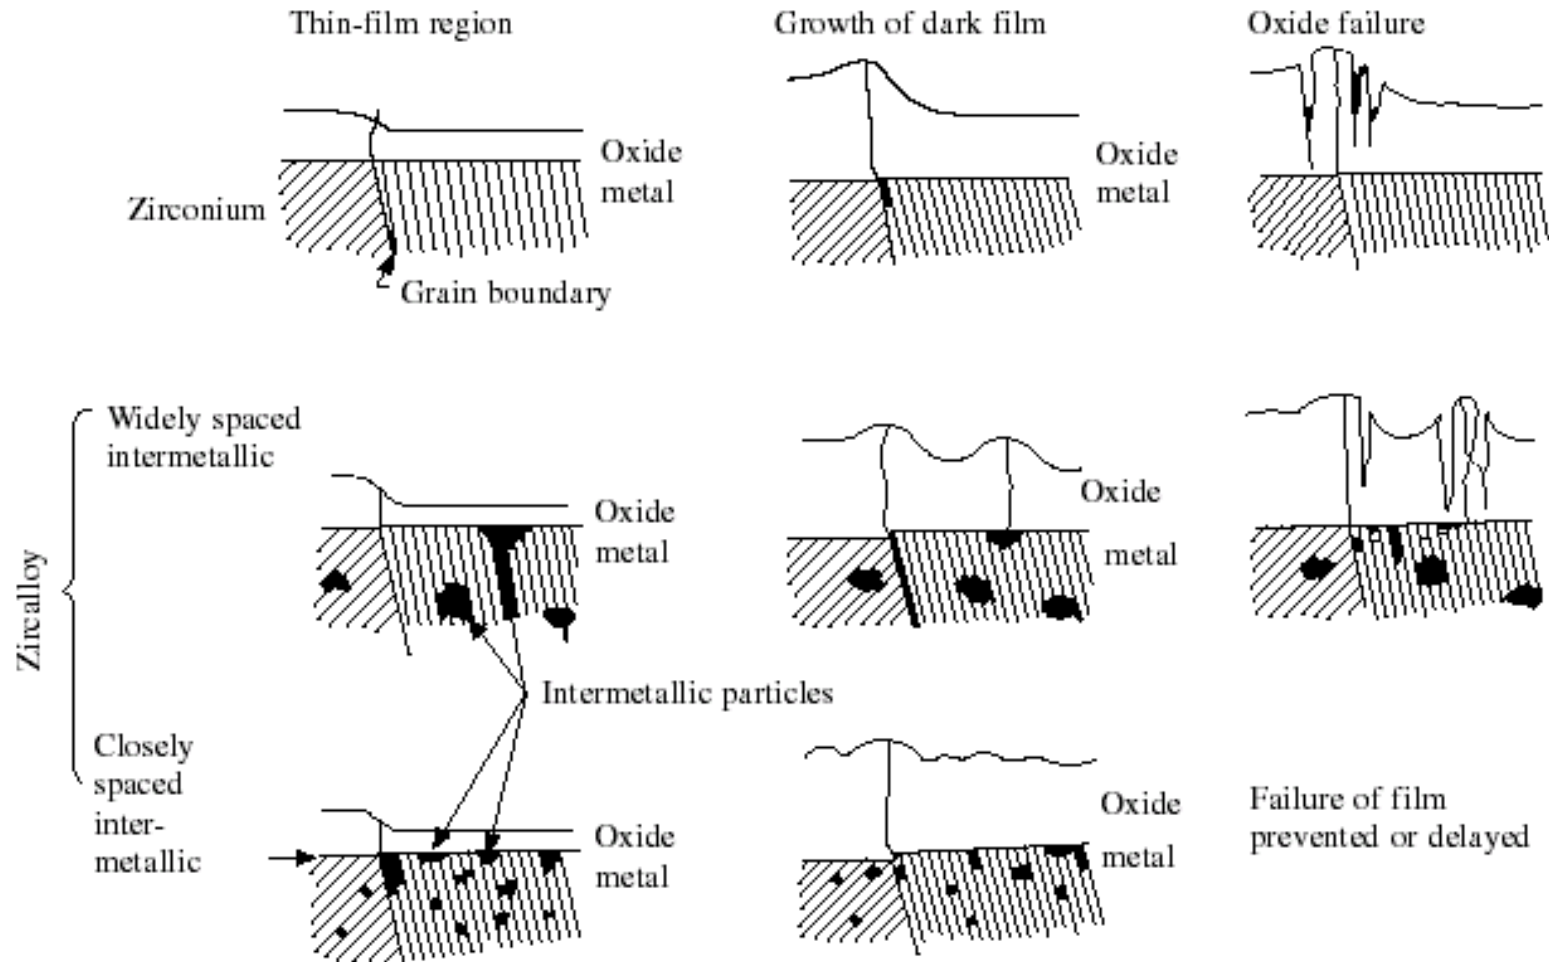 Thin-film region
Growth of dark film
Oxide failure
Oxide
metal
Oxide
metal
Zirconium
Grain boundary
Zircalloy
Widely spaced
intermetallic
Oxide
metal
Oxide
metal
Intermetallic particles
Closely
spaced
inter-
metallic
Oxide
metal
Oxide
metal
Failure of film
prevented or delayed